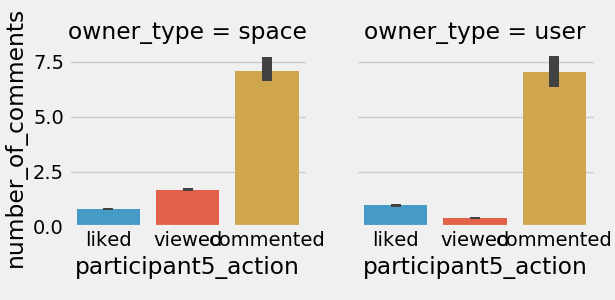 owner_type = space
owner_type = user
number_of_comments
7.5
5.0
2.5
0.0
liked
viewed
commented
liked
viewed
commented
participant5_action
participant5_action